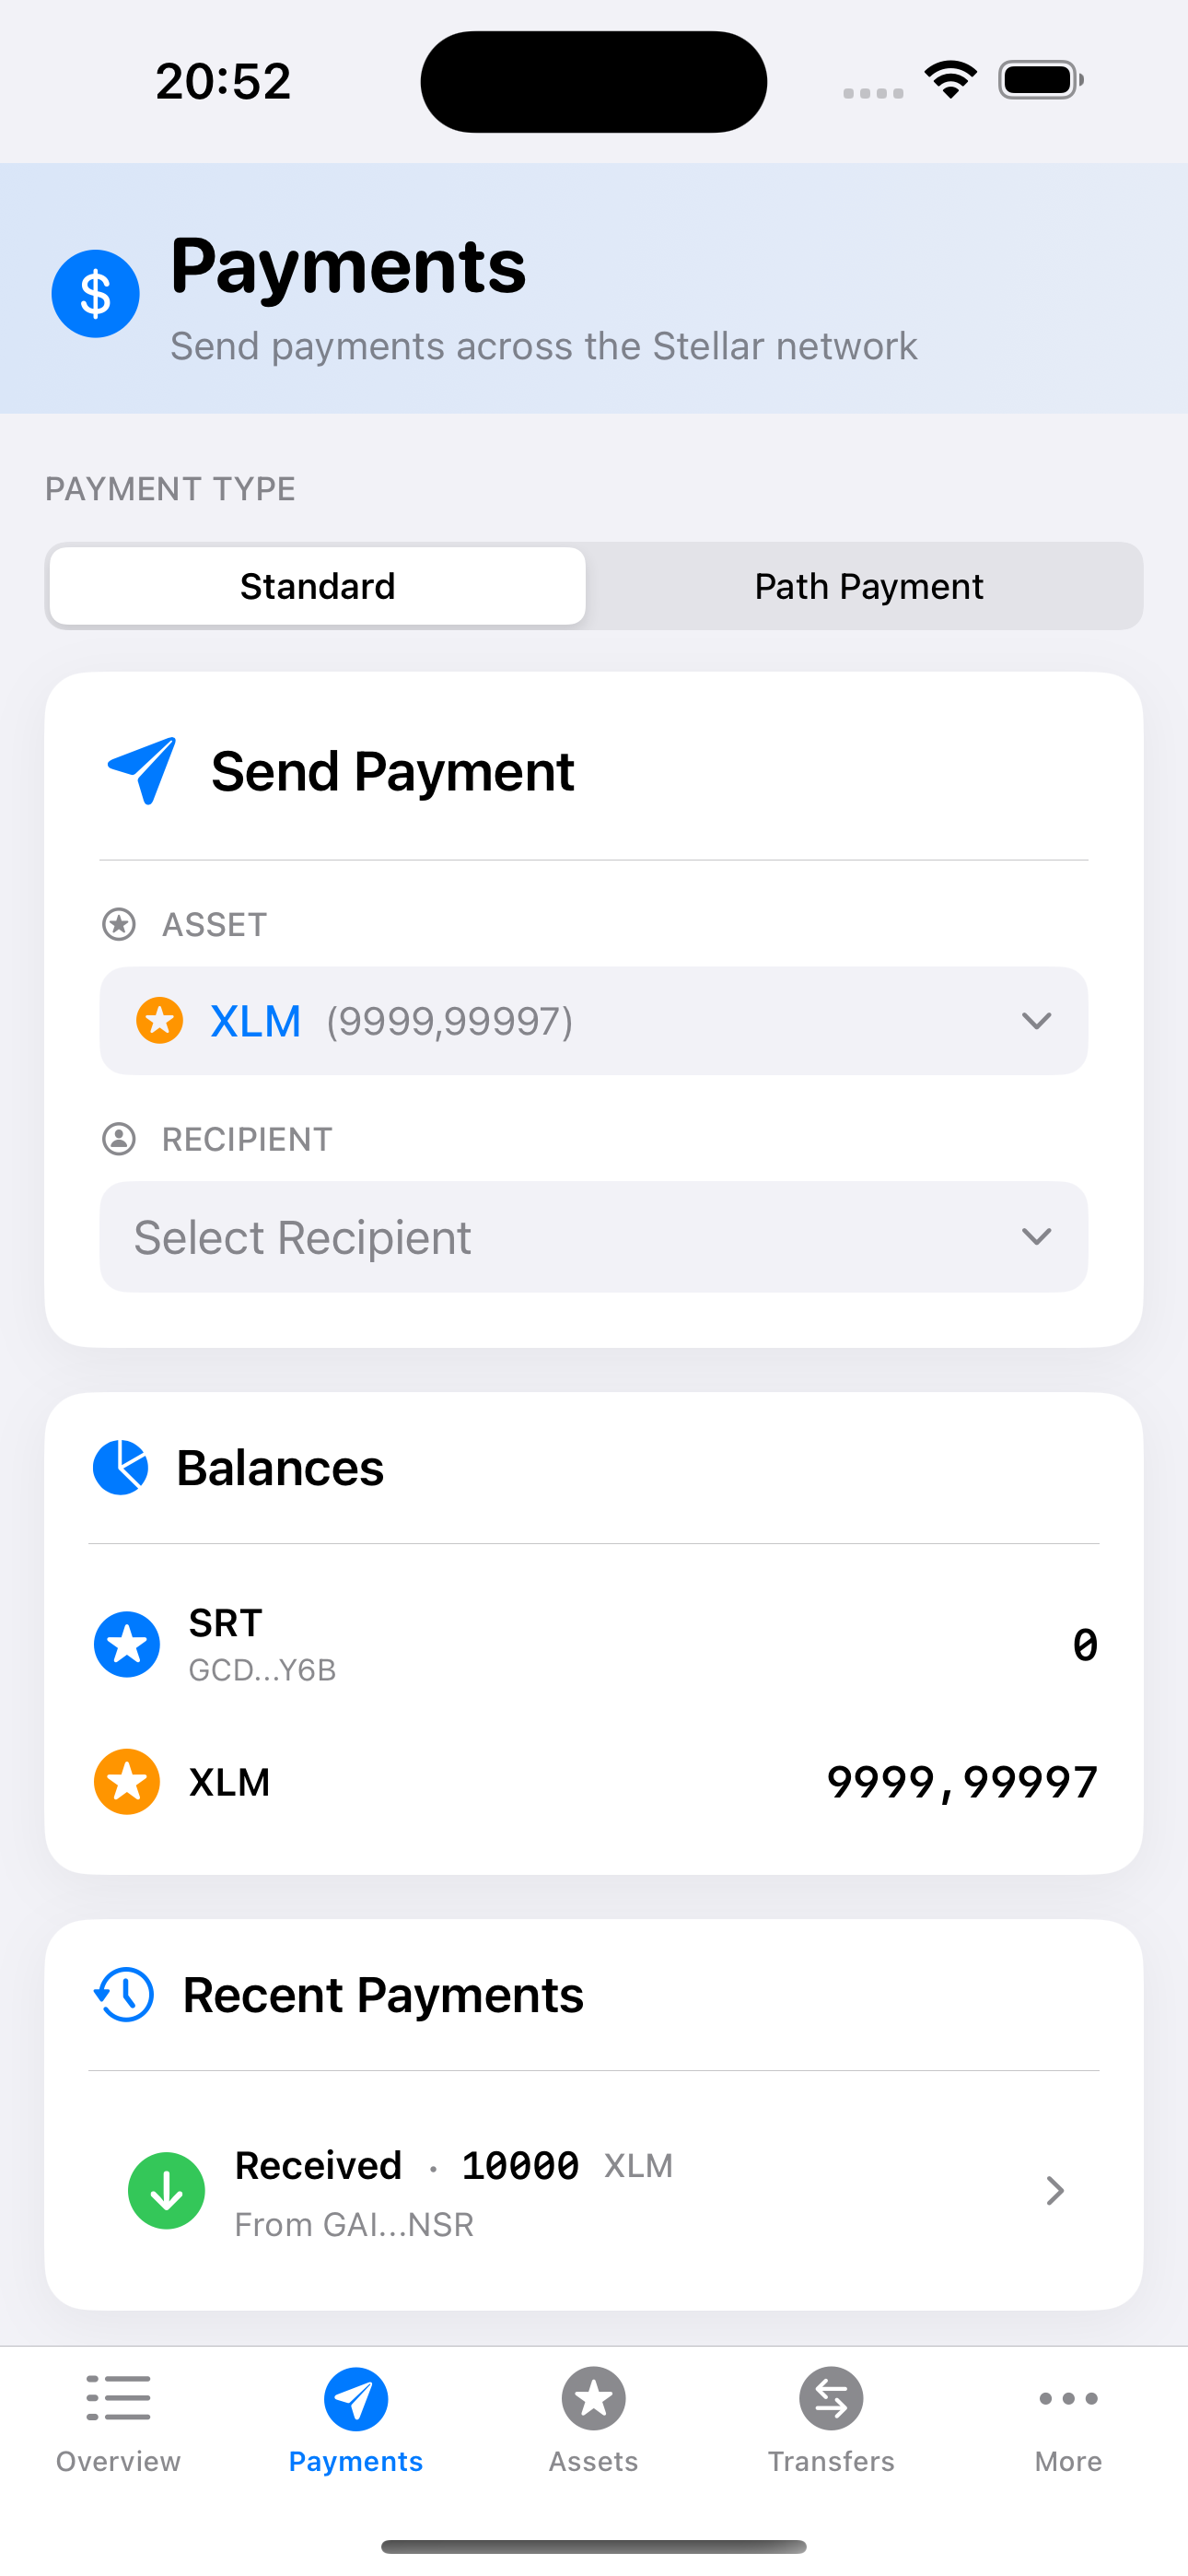 20:52
Payments
Send payments across the Stellar network
PAYMENT TYPE
Standard
Path Payment
Send Payment
ASSET
XLM (9999,99997)
RECIPIENT
Select Recipient
Balances
SRT
GCD...Y6B
0
XLM
9999,99997
Recent Payments
Received · 10000 XLM
From GAI...NSR
Overview
Payments
Assets
Transfers
More